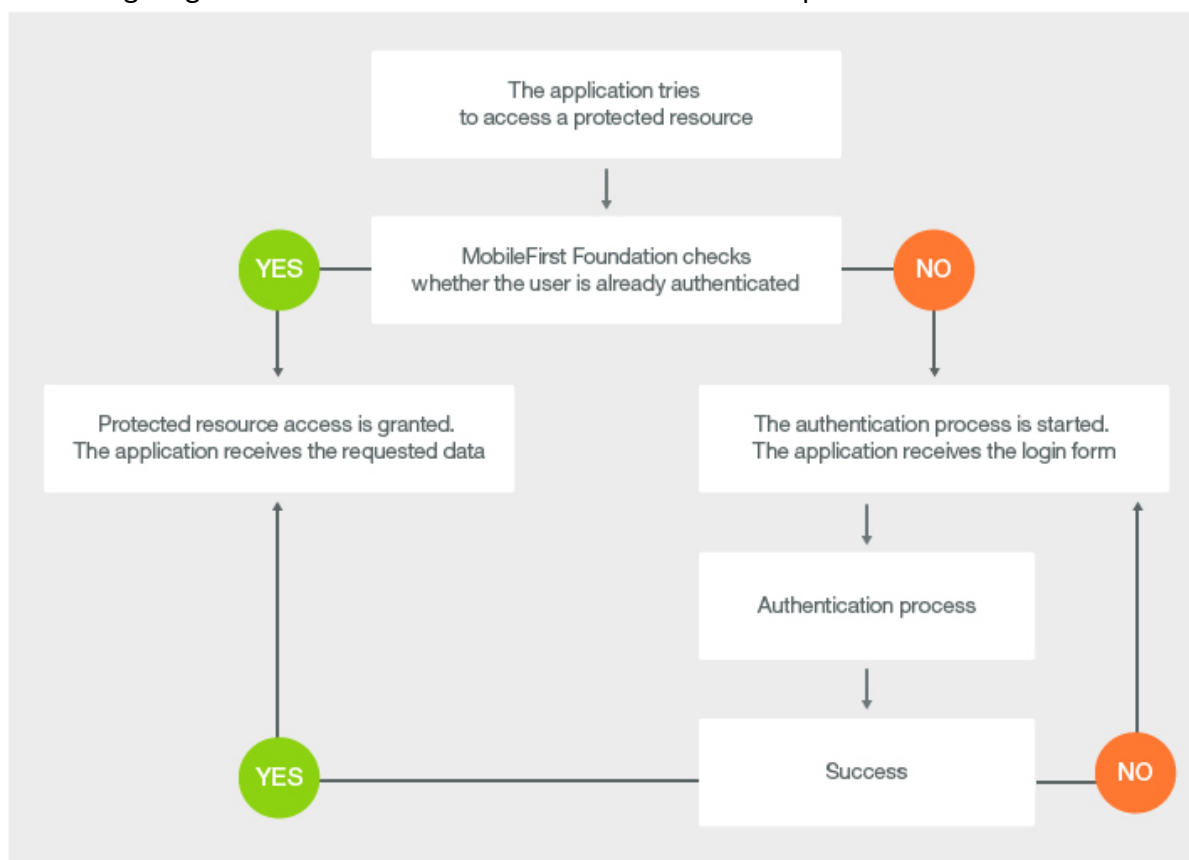 The application tries
to access a protected resource
YES
MobileFirst Foundation checks
whether the user is already authenticated
NO
Protected resource access is granted.
The application receives the requested data
The authentication process is started.
The application receives the login form
Authentication process
YES
Success
NO